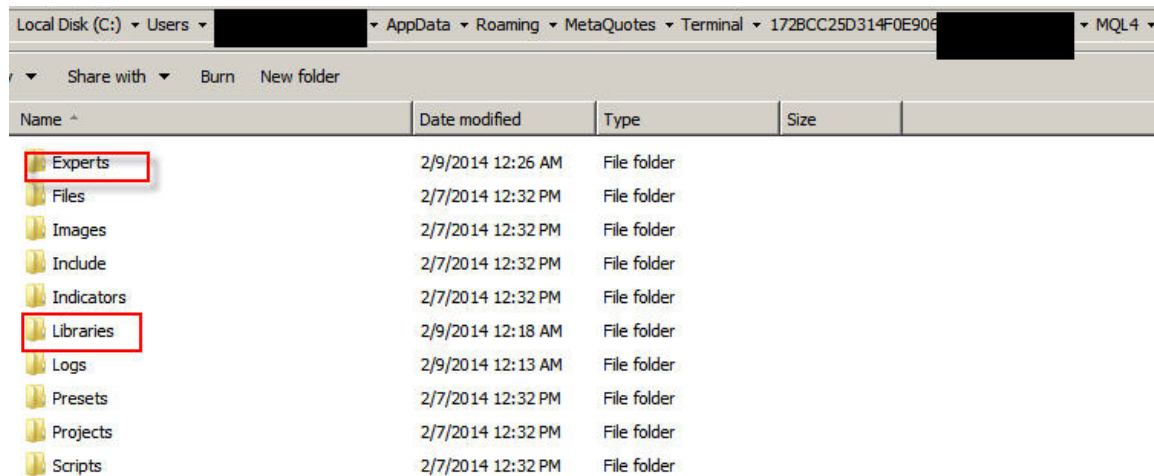 Local Disk (C:) Users AppData Roaming MetaQuotes Terminal 172BCC25D314F0E906 MQL4
Share with Burn New folder
Name Date modified Type Size
Experts 2/9/2014 12:26 AM File folder
Files 2/7/2014 12:32 PM File folder
Images 2/7/2014 12:32 PM File folder
Include 2/7/2014 12:32 PM File folder
Indicators 2/7/2014 12:32 PM File folder
Libraries 2/9/2014 12:18 AM File folder
Logs 2/9/2014 12:13 AM File folder
Presets 2/7/2014 12:32 PM File folder
Projects 2/7/2014 12:32 PM File folder
Scripts 2/7/2014 12:32 PM File folder